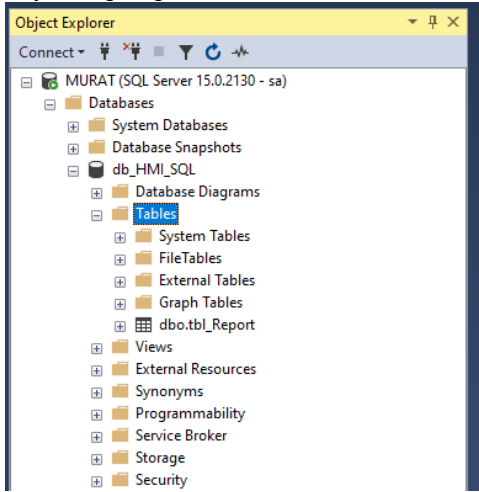 Object Explorer
Connect
MURAT (SQL Server 15.0.2130 - sa)
Databases
System Databases
Database Snapshots
db_HMI_SQL
Database Diagrams
Tables
System Tables
FileTables
External Tables
Graph Tables
dbo.tbl_Report
Views
External Resources
Synonyms
Programmability
Service Broker
Storage
Security